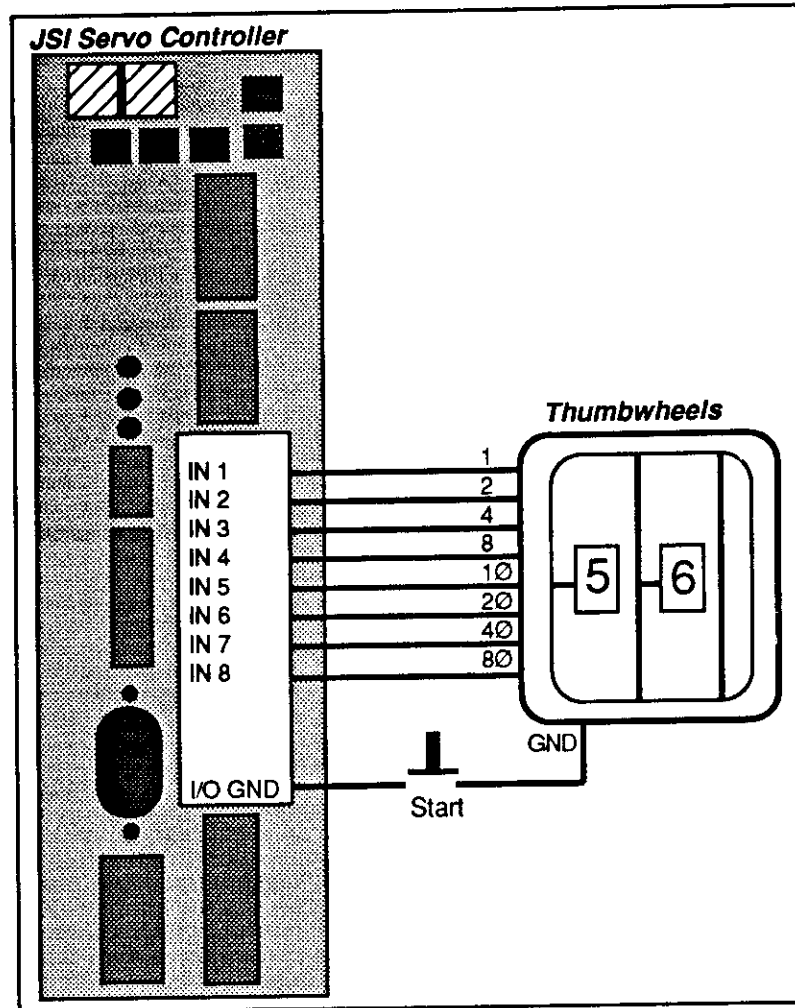 JSI Servo Controller
Thumbwheels
IN 1
IN 2
IN 3
IN 4
IN 5
IN 6
IN 7
IN 8
I/O GND
1
2
4
8
1Ø
2Ø
4Ø
8Ø
5
6
GND
Start